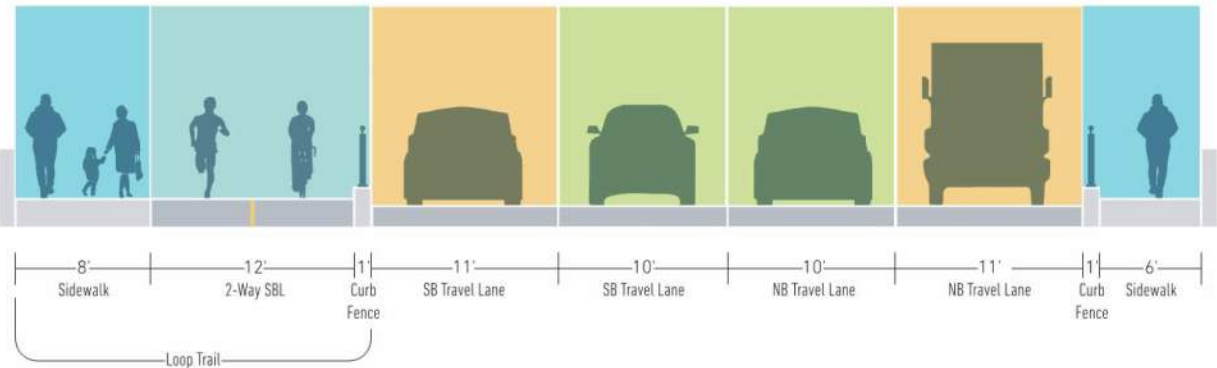 8' 12' 1' 11' 10' 10' 11' 1' 6'
Sidewalk 2-Way SBL Curb Fence SB Travel Lane SB Travel Lane NB Travel Lane NB Travel Lane Curb Fence Sidewalk
Loop Trail